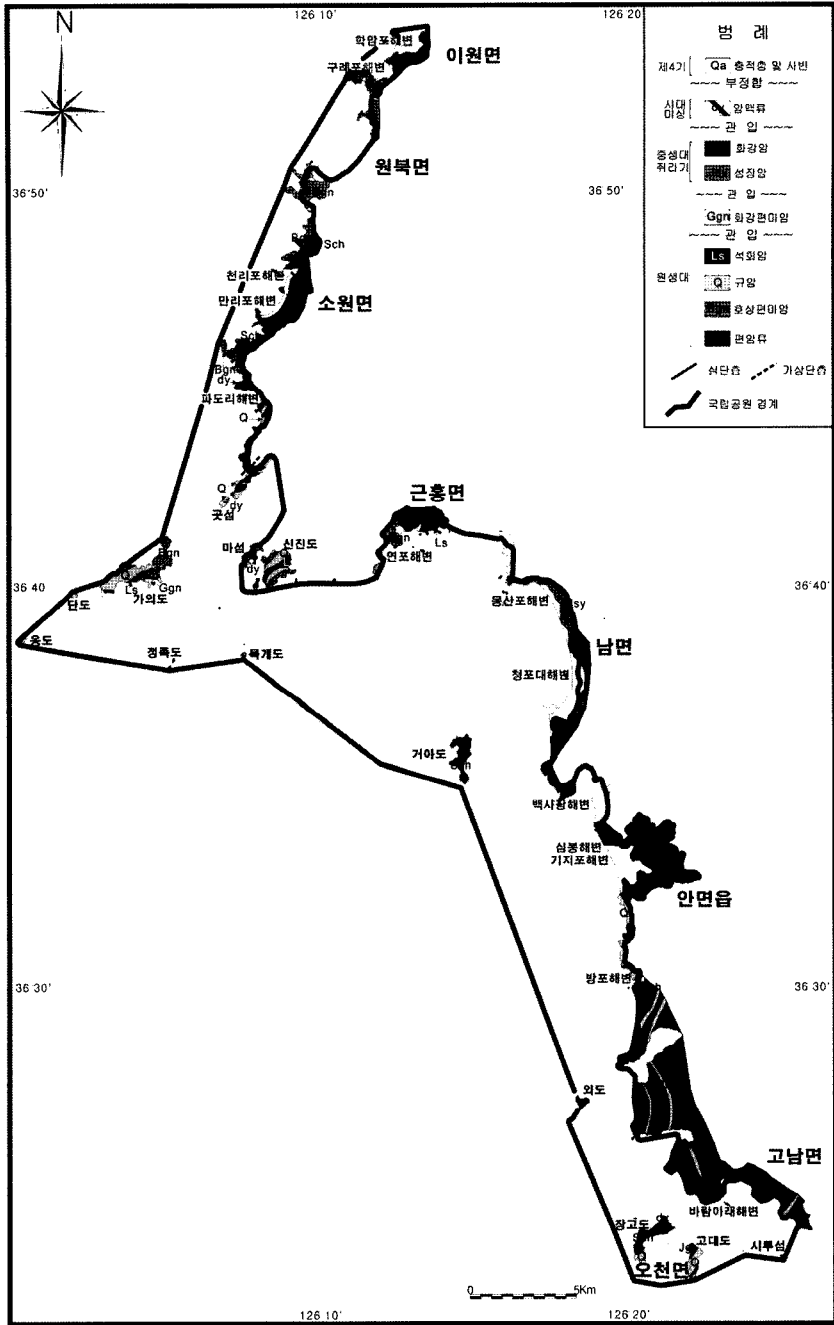 N
126 10'
126 20'
범 례
제4기 Qa 충적층 및 사빈
~~~ 부정합 ~~~
시대미상 dy 암맥류
~~~ 관 입 ~~~
중생대 쥐라기
화강암
섬장암
~~~ 관 입 ~~~
Ggn 화강편마암
~~~ 관 입 ~~~
원생대
Ls 석회암
Q 규암
호상편마암
편암류
실단층
가상단층
국립공원 경계
학암포해변
이원면
구례포해변
원북면
36 50'
36 50'
Sch
천리포해변
만리포해변
소원면
Bgn
dy
파도리해변
Q
Q
dy
곳섬
근흥면
마섬
신진도
dy
연포해변
Ls
36 40
36 40'
Bgn
Ls
Ggn
가의도
단도
몽산포해변
sy
옹도
정족도
목개도
남면
청포대해변
거아도
백사장해변
삼봉해변
기지포해변
안면읍
Q
36 30'
방포해변
36 30'
외도
고남면
바람아래해변
장고도
dy
고대도
시루섬
오천면
0
5Km
126 10'
126 20'